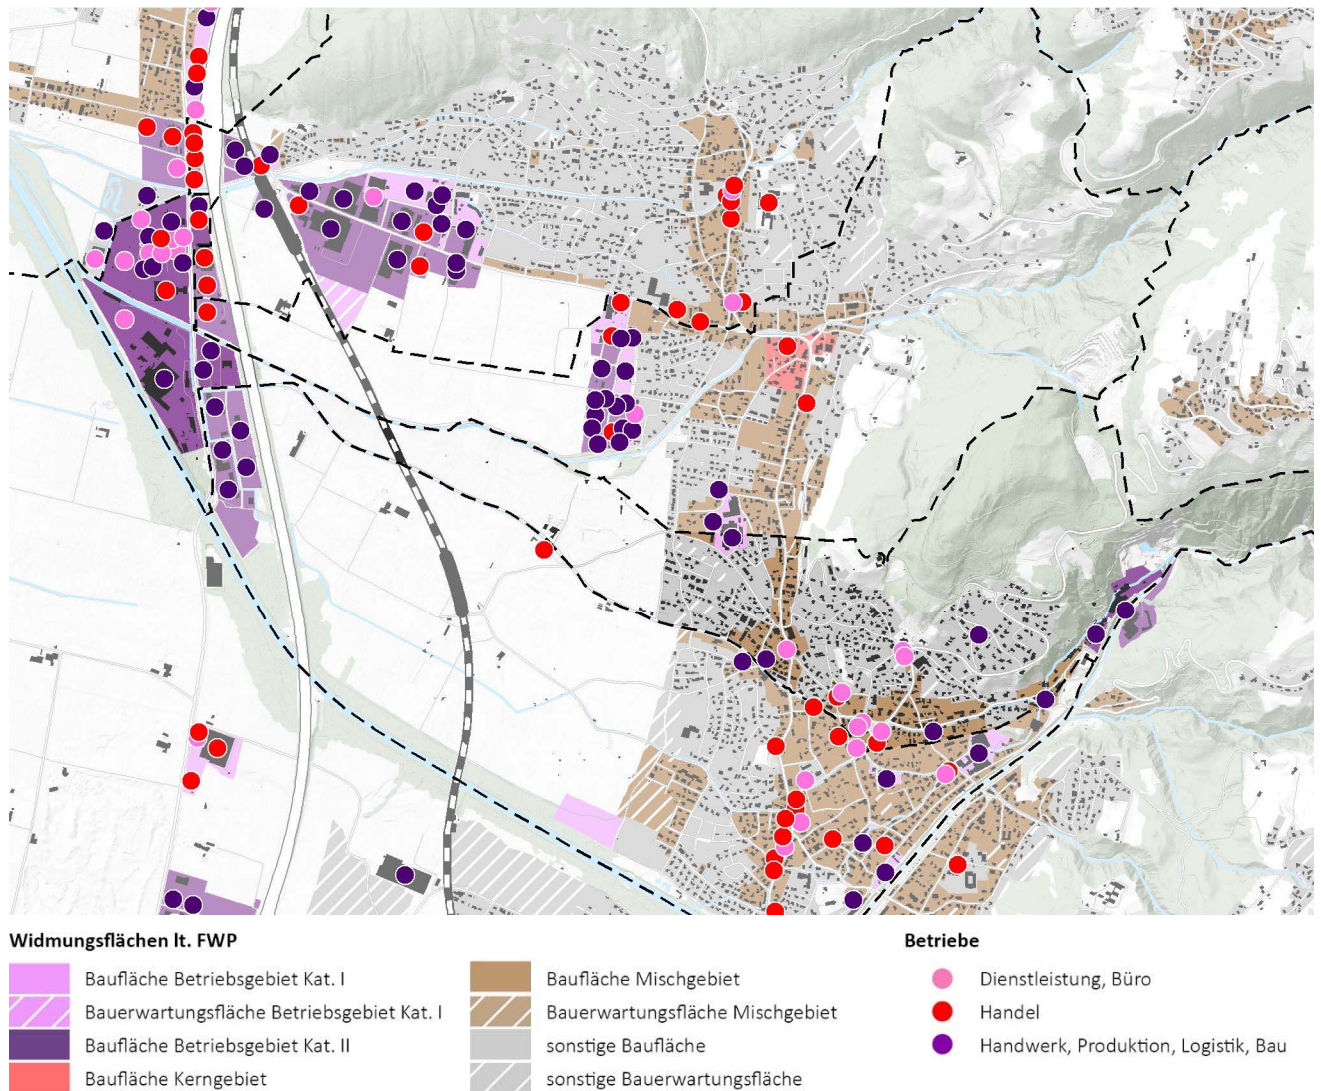 Widmungsflächen lt. FWP
Baufläche Betriebsgebiet Kat. I
Bauerwartungsfläche Betriebsgebiet Kat. I
Baufläche Betriebsgebiet Kat. II
Baufläche Kerngebiet
Baufläche Mischgebiet
Bauerwartungsfläche Mischgebiet
sonstige Baufläche
sonstige Bauerwartungsfläche
Betriebe
Dienstleistung, Büro
Handel
Handwerk, Produktion, Logistik, Bau